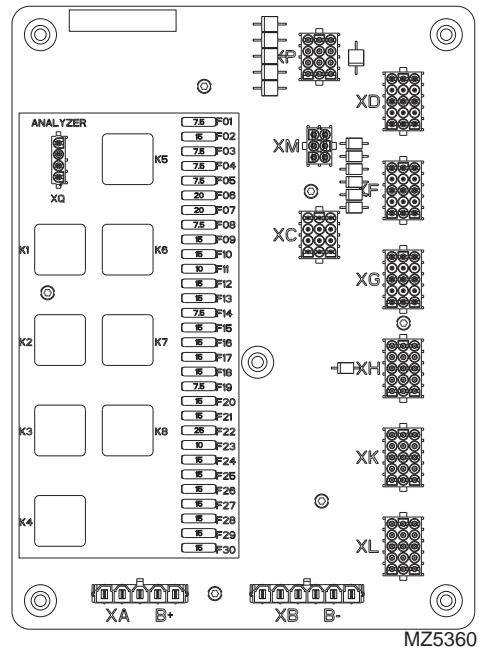 XP
XD
ANALYZER
7.5 F01
15 F02
7.5 F03
7.5 F04
7.5 F05
20 F06
20 F07
7.5 F08
15 F09
15 F10
10 F11
15 F12
15 F13
7.5 F14
15 F15
15 F16
15 F17
15 F18
7.5 F19
15 F20
15 F21
25 F22
10 F23
15 F24
15 F25
15 F26
15 F27
15 F28
15 F29
15 F30
XQ
K5
K1
K6
K2
K7
K3
K8
K4
XM
XF
XC
XG
XH
XK
XL
XA B+
XB B-
MZ5360